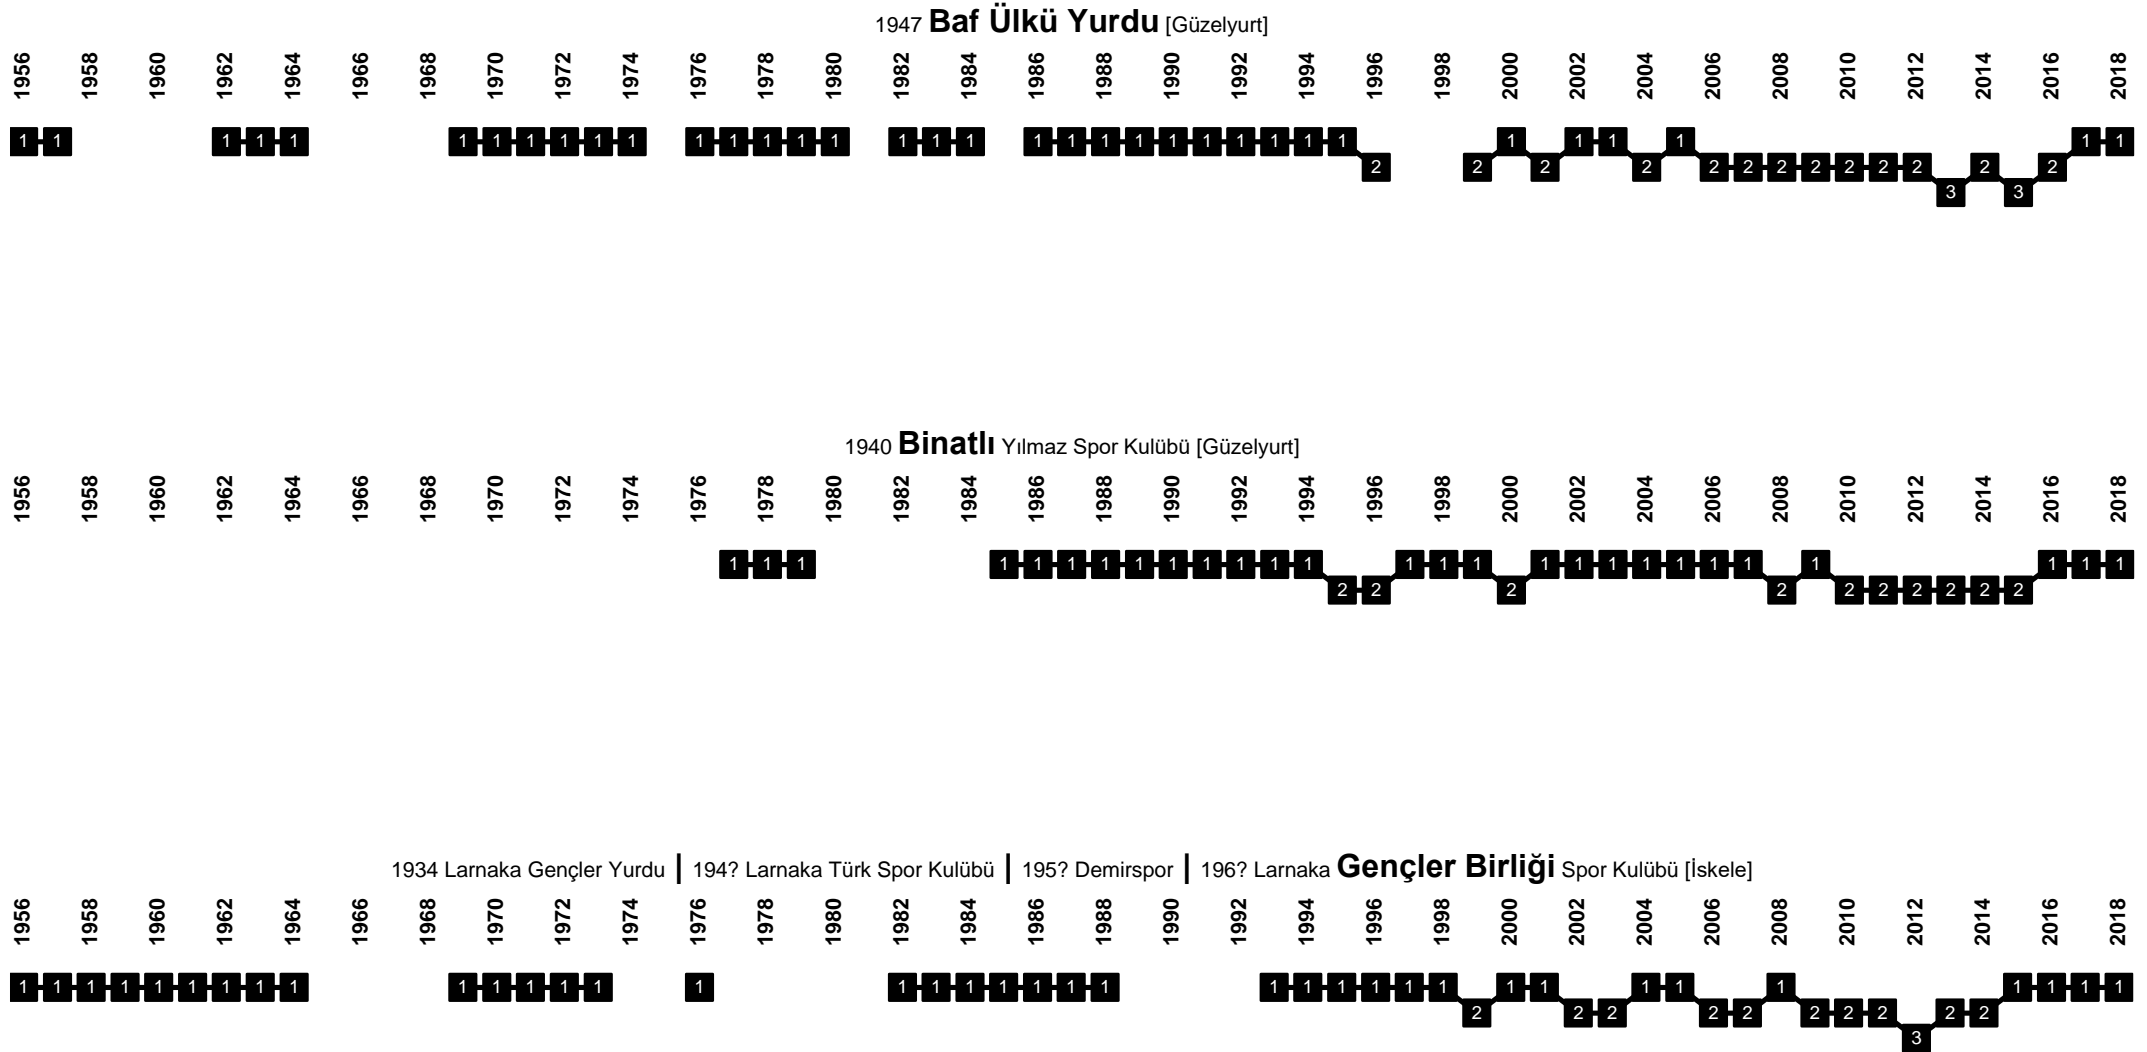 1947 Baf Ülkü Yurdu [Güzelyurt]
1956 1958 1960 1962 1964 1966 1968 1970 1972 1974 1976 1978 1980 1982 1984 1986 1988 1990 1992 1994 1996 1998 2000 2002 2004 2006 2008 2010 2012 2014 2016 2018
1 1 1 1 1 1 1 1 1 1 1 1 1 1 1 1 1 1 1 1 1 1 1 1 1 1 1 1 1 1 1 1 1 1 1
2 2 2 2 2 2 2 2 2 2 2 2 2
3 3
1940 Binatlı Yılmaz Spor Kulübü [Güzelyurt]
1956 1958 1960 1962 1964 1966 1968 1970 1972 1974 1976 1978 1980 1982 1984 1986 1988 1990 1992 1994 1996 1998 2000 2002 2004 2006 2008 2010 2012 2014 2016 2018
1 1 1 1 1 1 1 1 1 1 1 1 1 1 1 1 1 1 1 1 1 1 1 1 1 1 1
2 2 2 2 2 2 2 2 2 2
1934 Larnaka Gençler Yurdu | 194? Larnaka Türk Spor Kulübü | 195? Demirspor | 196? Larnaka Gençler Birliği Spor Kulübü [İskele]
1956 1958 1960 1962 1964 1966 1968 1970 1972 1974 1976 1978 1980 1982 1984 1986 1988 1990 1992 1994 1996 1998 2000 2002 2004 2006 2008 2010 2012 2014 2016 2018
1 1 1 1 1 1 1 1 1 1 1 1 1 1 1 1 1 1 1 1 1 1 1 1 1 1 1 1 1 1 1 1 1 1 1 1 1
2 2 2 2 2 2 2 2 2 2
3